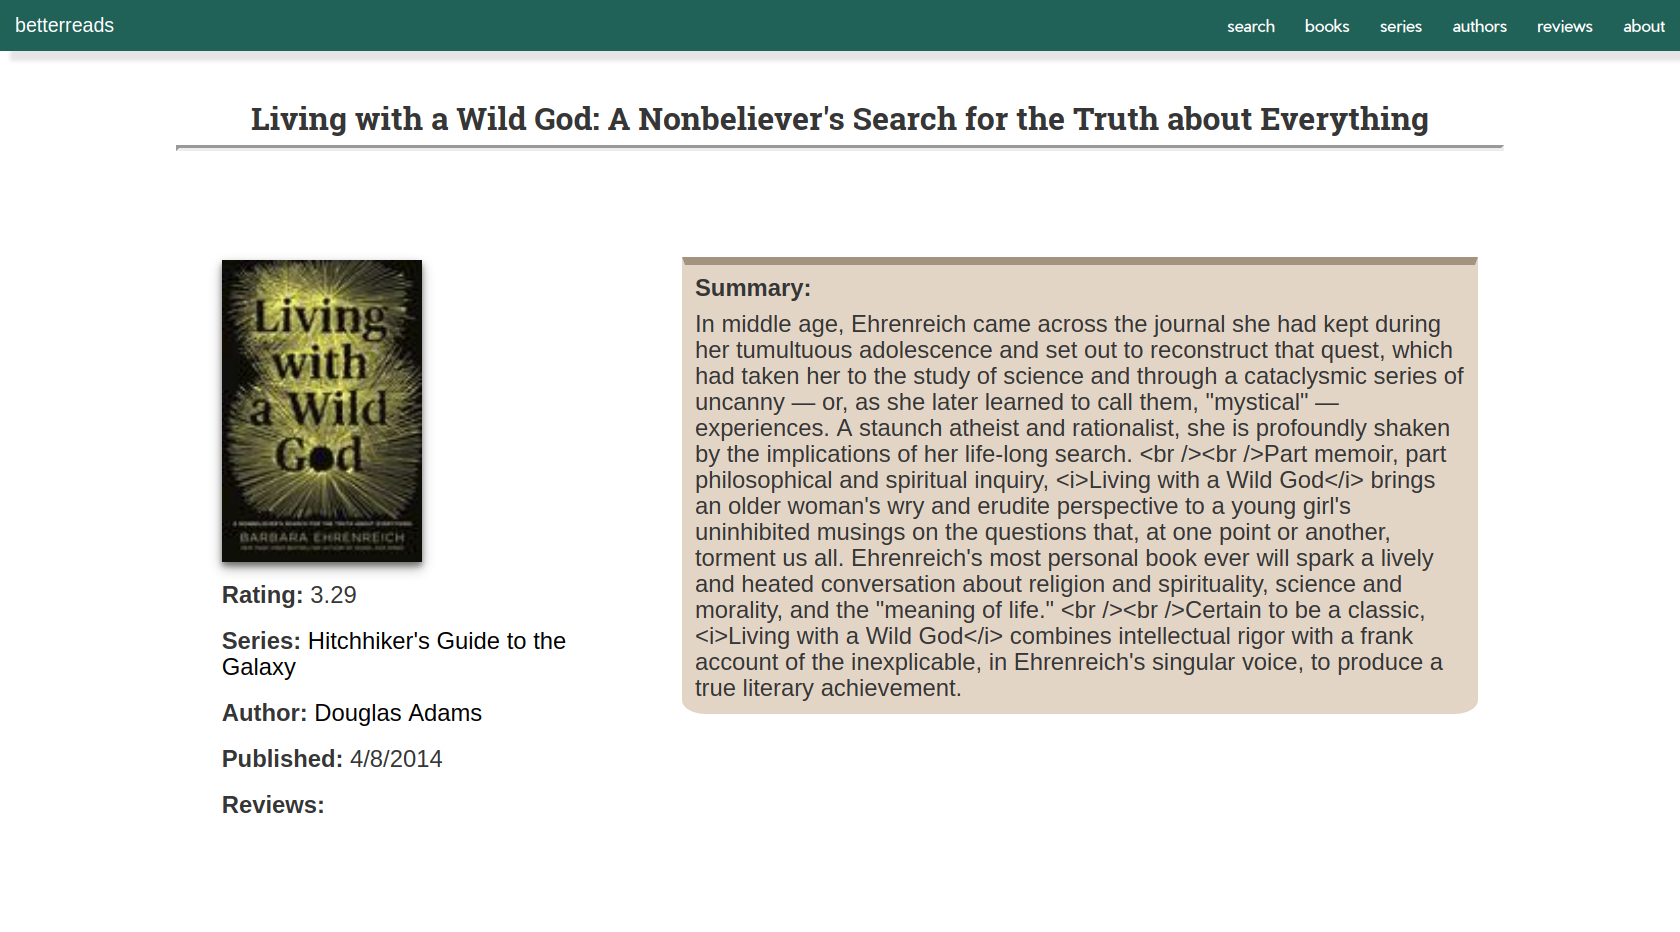 betterreads
search books series authors reviews about
Living with a Wild God: A Nonbeliever's Search for the Truth about Everything
Living
with
a Wild
God
A NONBELIEVER'S SEARCH FOR THE TRUTH ABOUT EVERYTHING
BARBARA EHRENREICH
Rating: 3.29
Series: Hitchhiker's Guide to the
Galaxy
Author: Douglas Adams
Published: 4/8/2014
Reviews:
Summary:
In middle age, Ehrenreich came across the journal she had kept during
her tumultuous adolescence and set out to reconstruct that quest, which
had taken her to the study of science and through a cataclysmic series of
uncanny — or, as she later learned to call them, "mystical" —
experiences. A staunch atheist and rationalist, she is profoundly shaken
by the implications of her life-long search. <br /><br />Part memoir, part
philosophical and spiritual inquiry, <i>Living with a Wild God</i> brings
an older woman's wry and erudite perspective to a young girl's
uninhibited musings on the questions that, at one point or another,
torment us all. Ehrenreich's most personal book ever will spark a lively
and heated conversation about religion and spirituality, science and
morality, and the "meaning of life." <br /><br />Certain to be a classic,
<i>Living with a Wild God</i> combines intellectual rigor with a frank
account of the inexplicable, in Ehrenreich's singular voice, to produce a
true literary achievement.